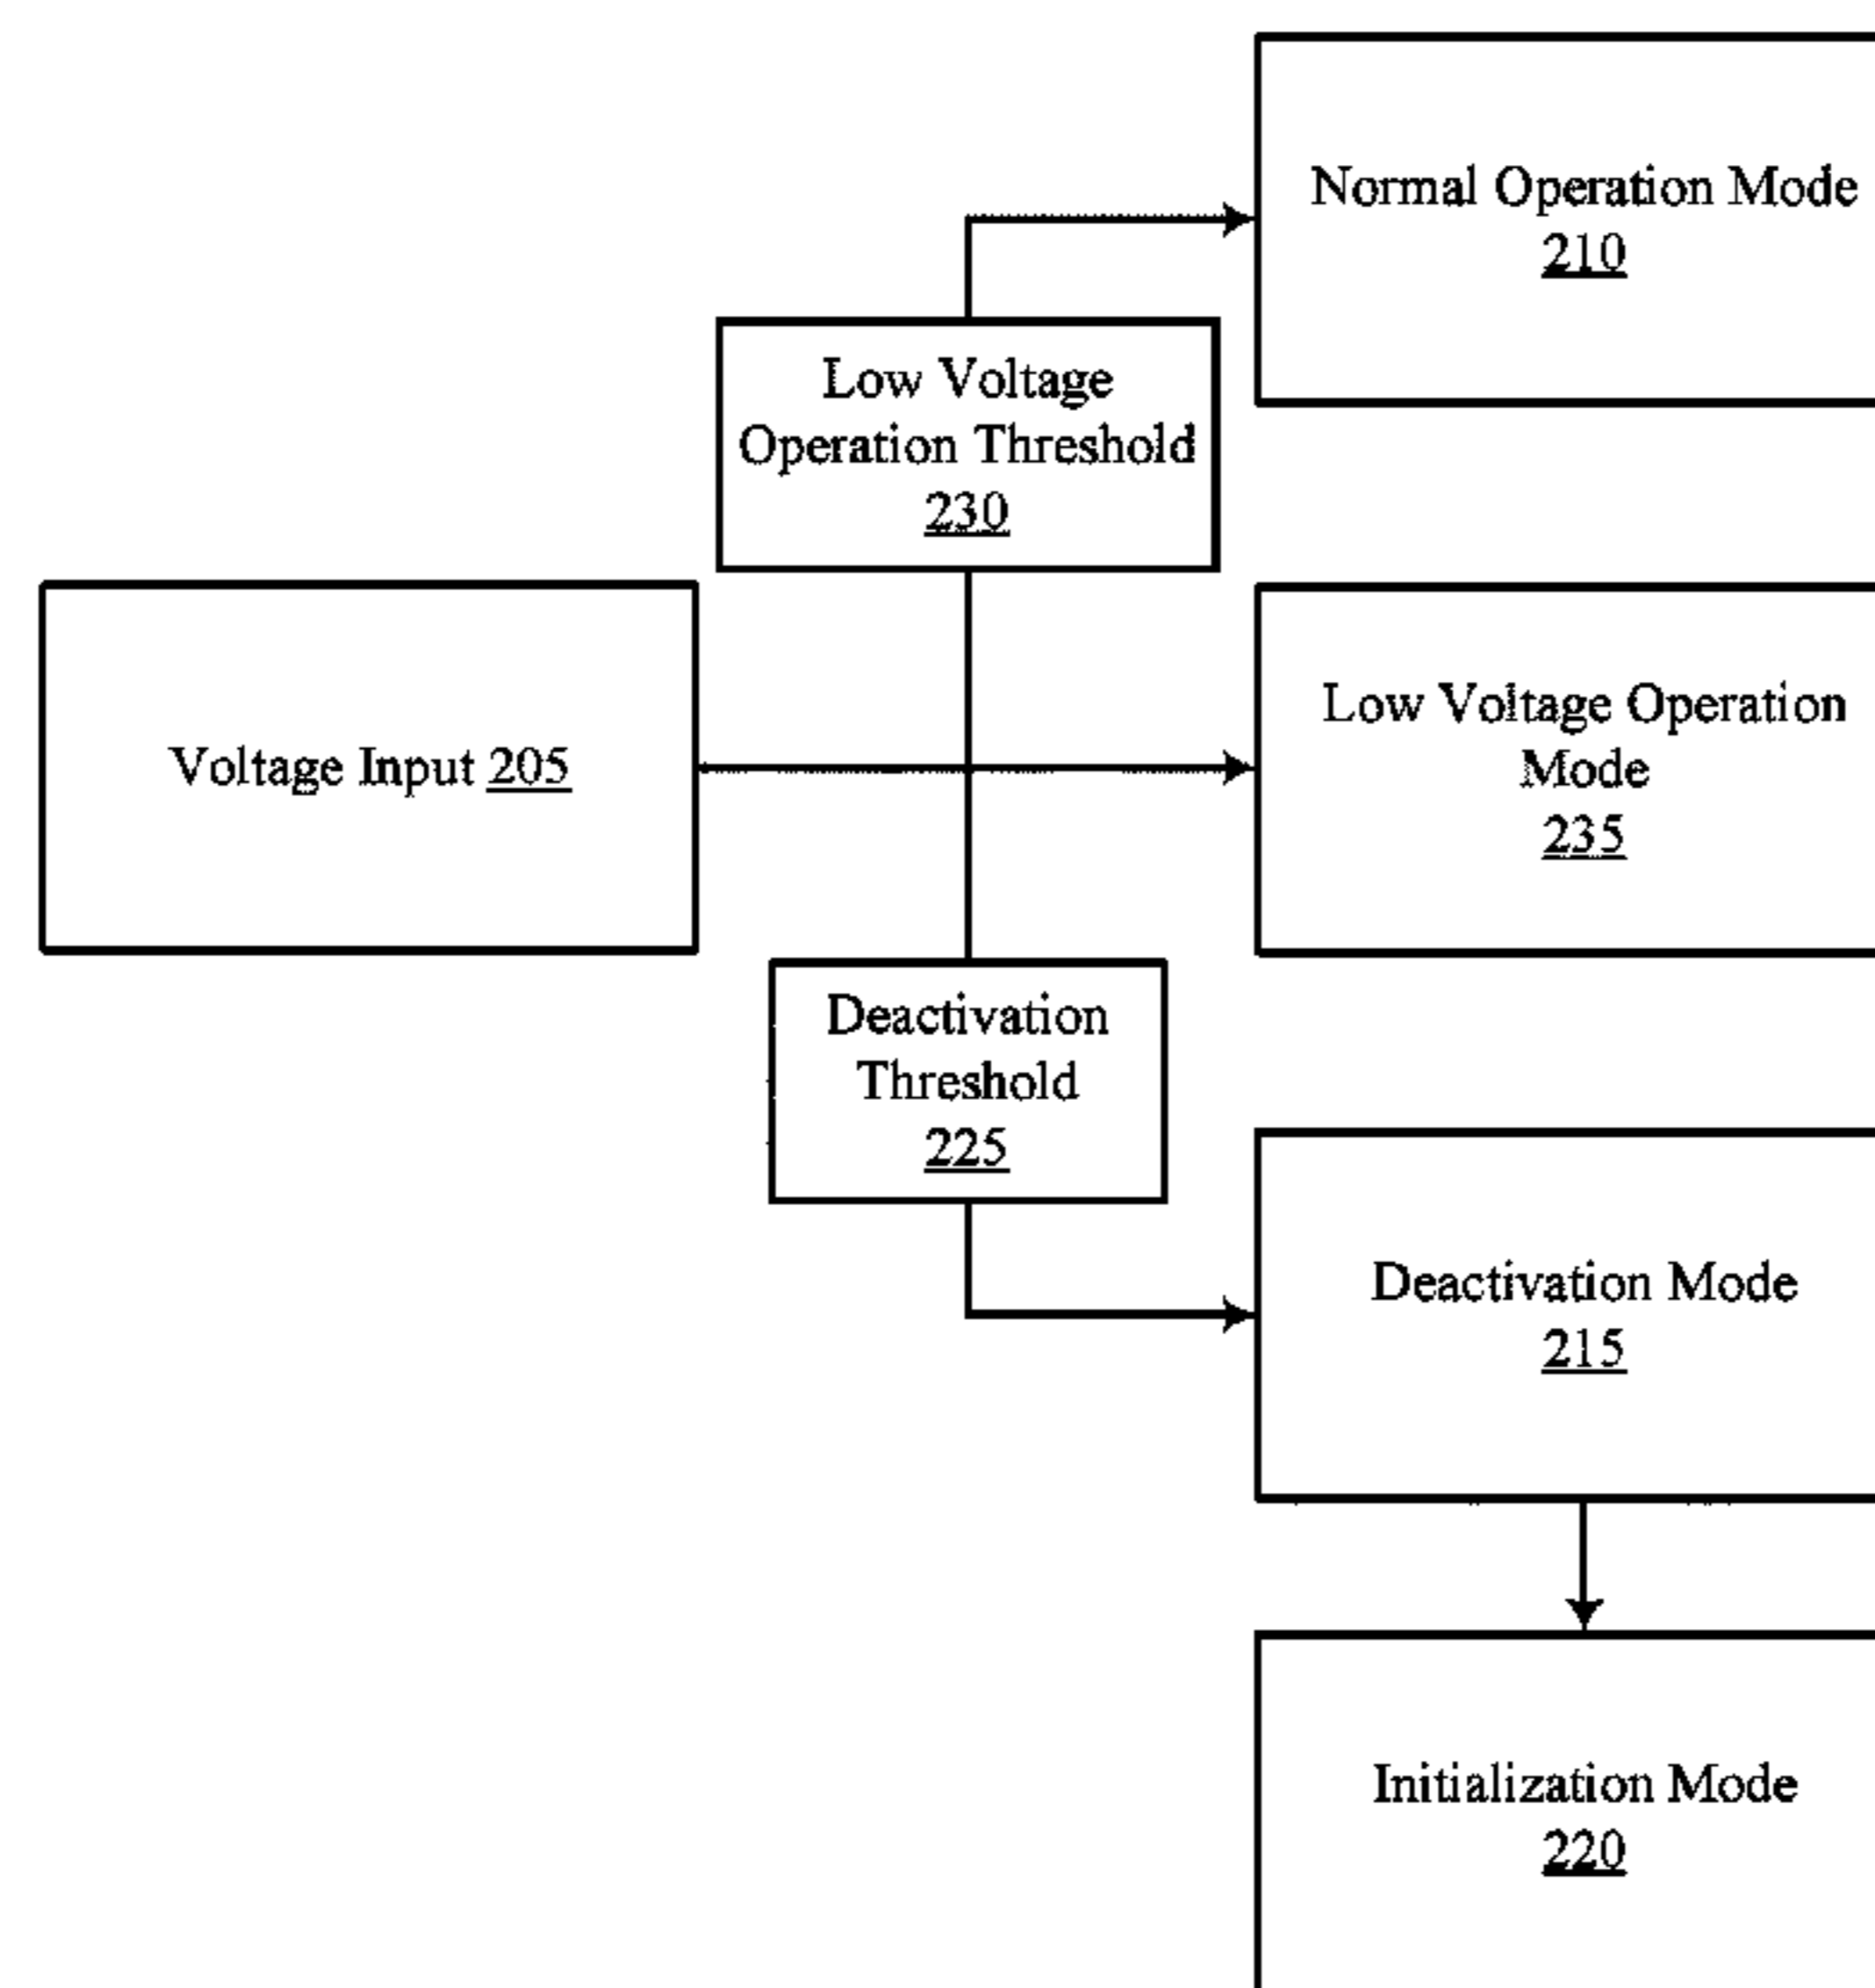 Normal Operation Mode
210
Low Voltage
Operation Threshold
230
Voltage Input 205
Low Voltage Operation
Mode
235
Deactivation
Threshold
225
Deactivation Mode
215
Initialization Mode
220